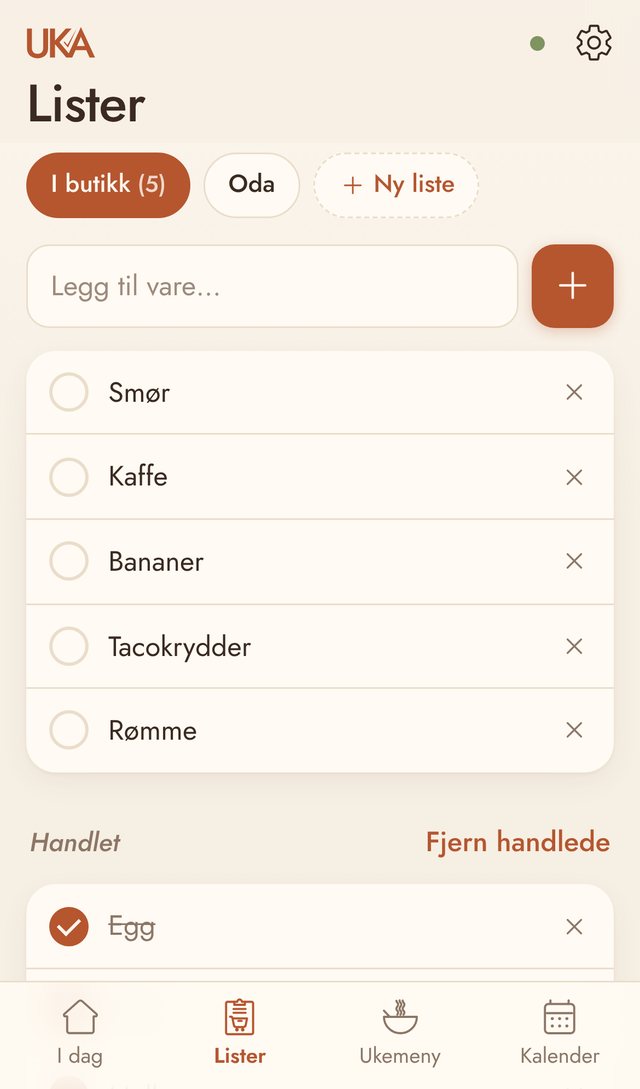 UKA
Lister
I butikk (5)
Oda
+ Ny liste
Legg til vare...
Smør
Kaffe
Bananer
Tacokrydder
Rømme
Handlet
Fjern handlede
Egg
I dag
Lister
Ukemeny
Kalender